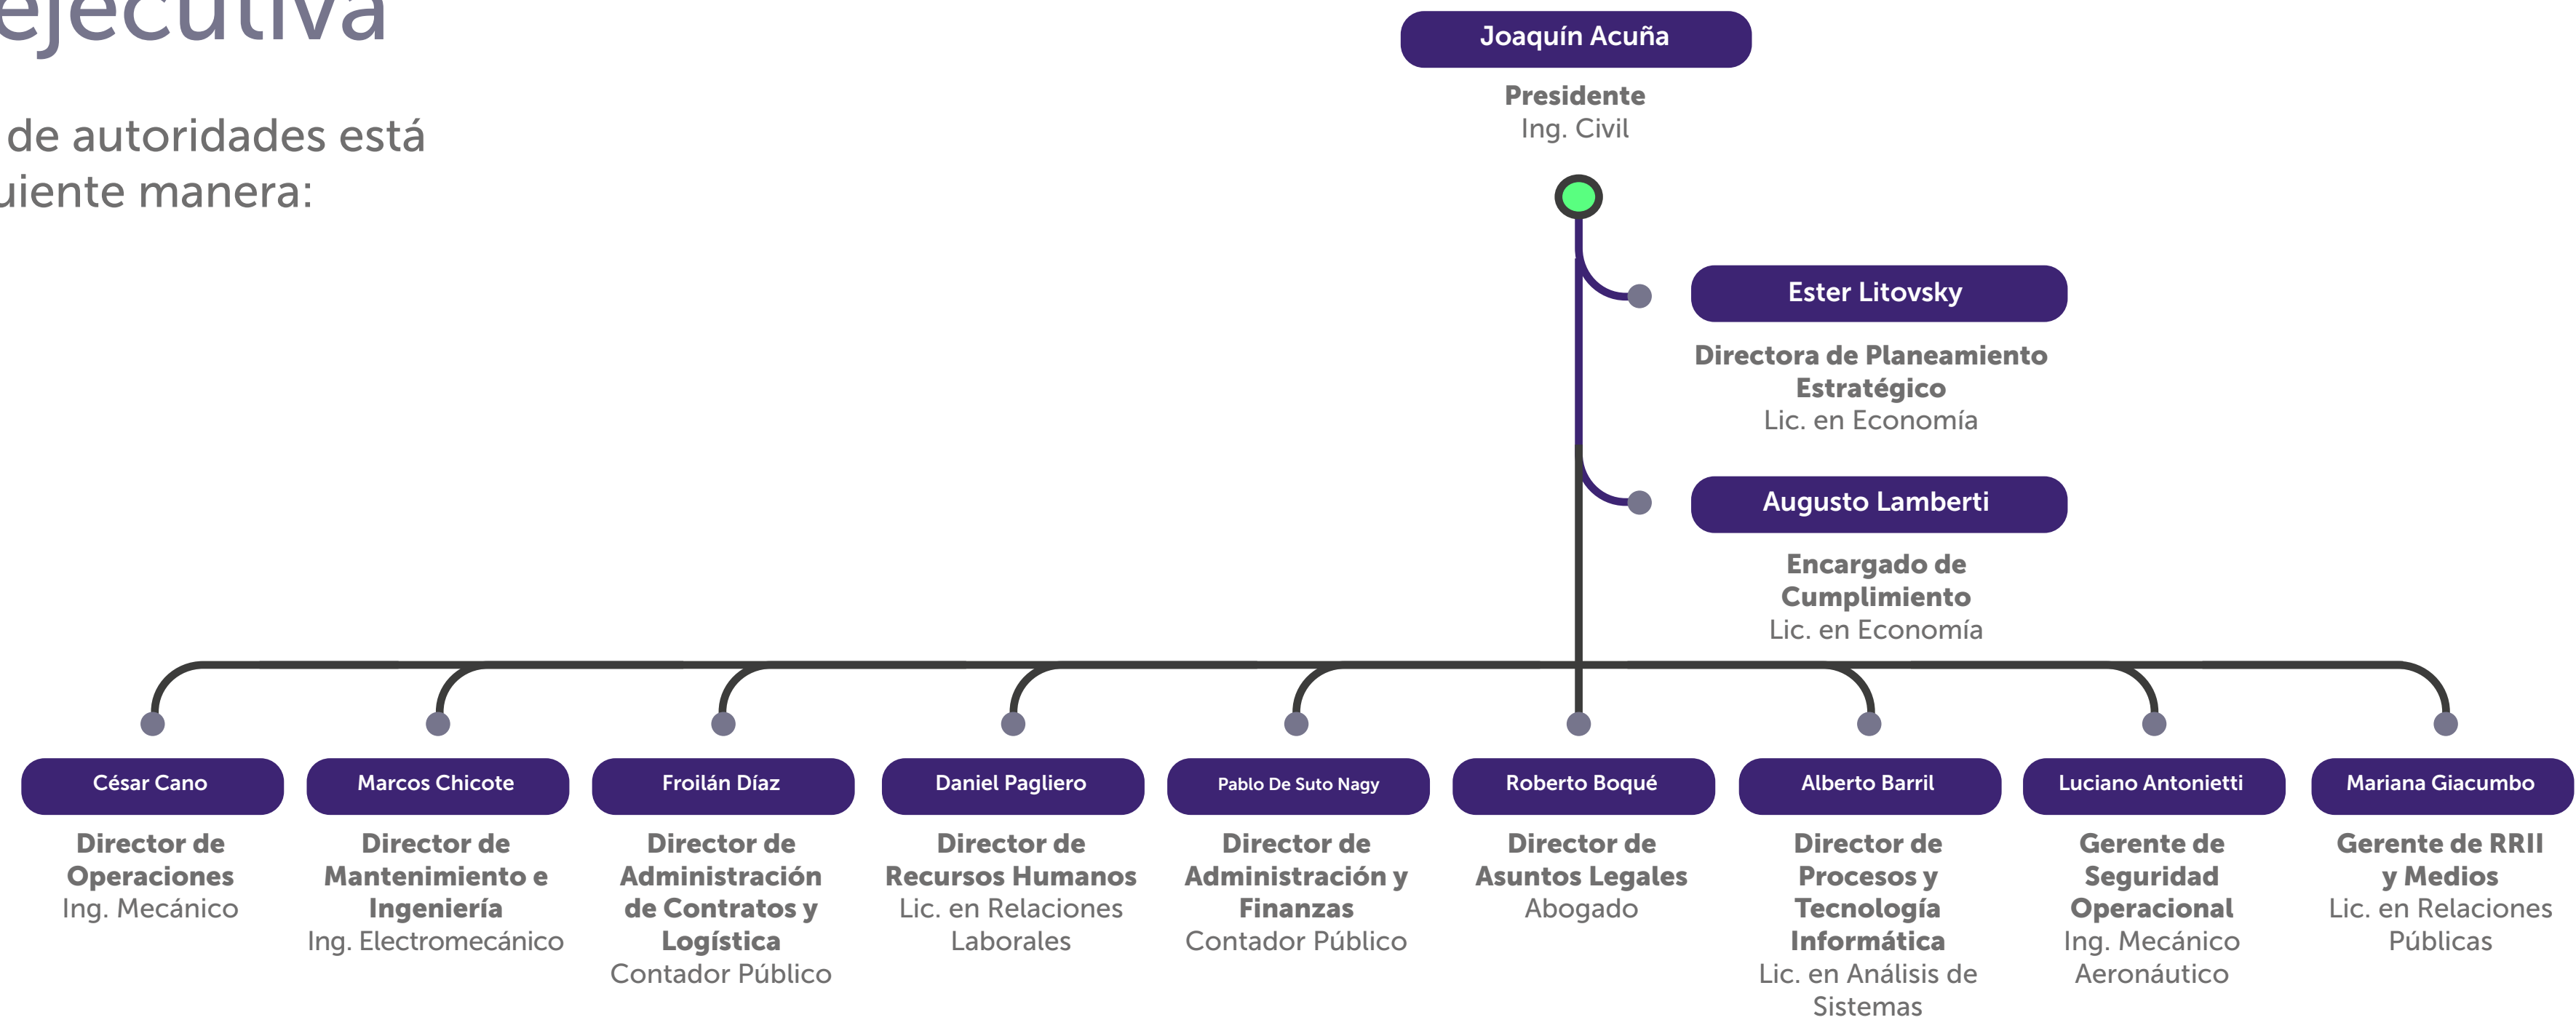 ejecutiva
de autoridades está
uiente manera:
Joaquín Acuña
Presidente
Ing. Civil
Ester Litovsky
Directora de Planeamiento
Estratégico
Lic. en Economía
Augusto Lamberti
Encargado de
Cumplimiento
Lic. en Economía
César Cano
Director de
Operaciones
Ing. Mecánico
Marcos Chicote
Director de
Mantenimiento e
Ingeniería
Ing. Electromecánico
Froilán Díaz
Director de
Administración
de Contratos y
Logística
Contador Público
Daniel Pagliero
Director de
Recursos Humanos
Lic. en Relaciones
Laborales
Pablo De Suto Nagy
Director de
Administración y
Finanzas
Contador Público
Roberto Boqué
Director de
Asuntos Legales
Abogado
Alberto Barril
Director de
Procesos y
Tecnología
Informática
Lic. en Análisis de
Sistemas
Luciano Antonietti
Gerente de
Seguridad
Operacional
Ing. Mecánico
Aeronáutico
Mariana Giacumbo
Gerente de RRII
y Medios
Lic. en Relaciones
Públicas